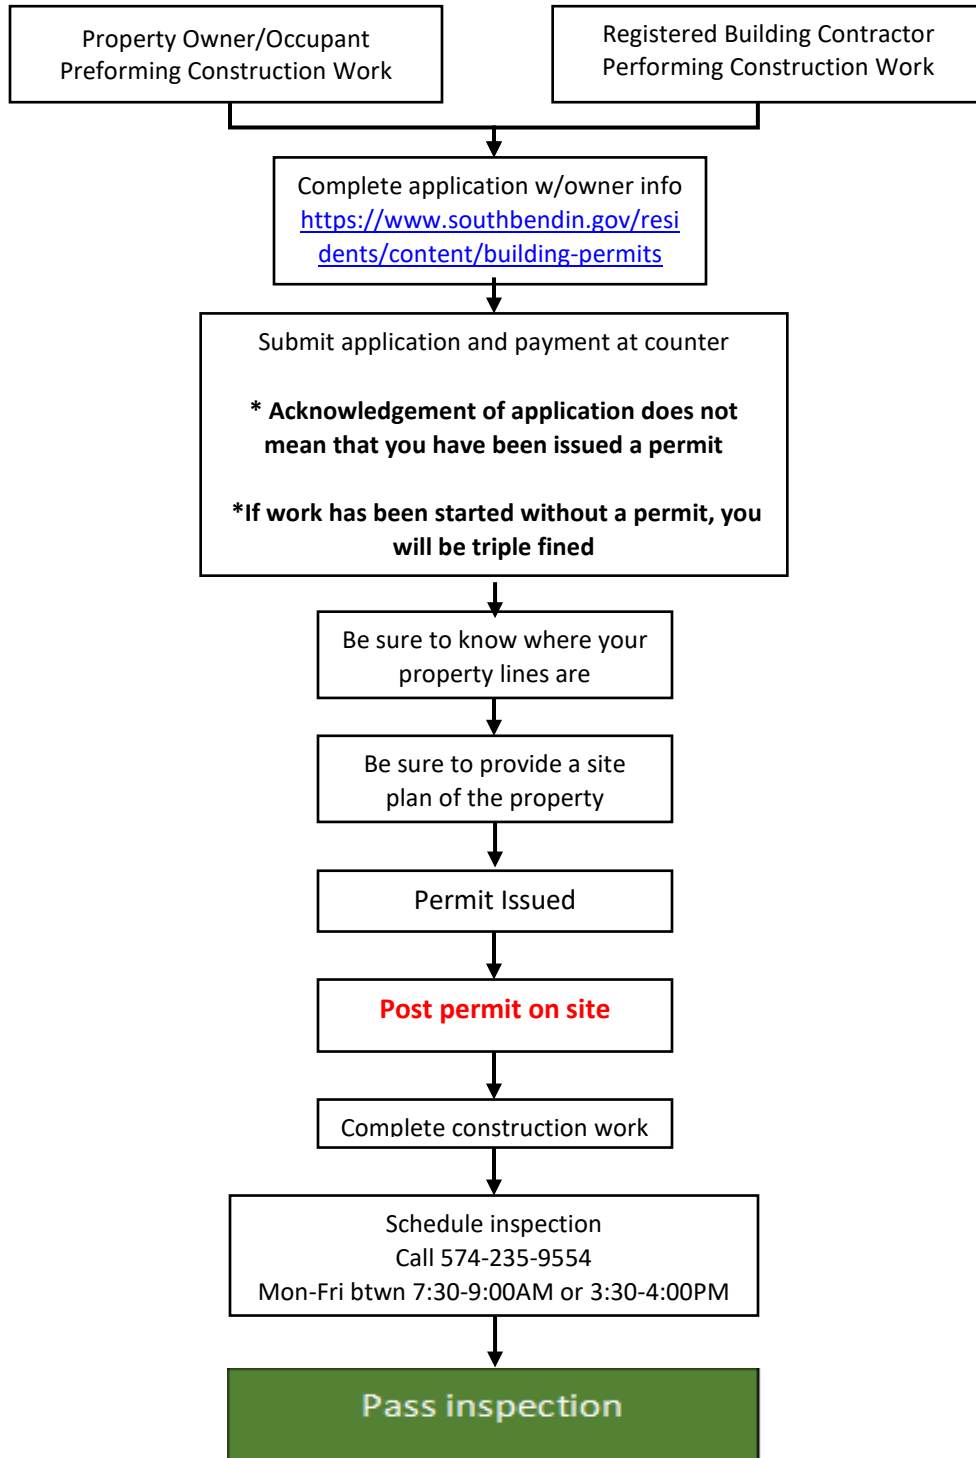 Property Owner/Occupant
Preforming Construction Work
Registered Building Contractor
Performing Construction Work
Complete application w/owner info
https://www.southbendin.gov/resi
dents/content/building-permits
Submit application and payment at counter
* Acknowledgement of application does not
mean that you have been issued a permit
*If work has been started without a permit, you
will be triple fined
Be sure to know where your
property lines are
Be sure to provide a site
plan of the property
Permit Issued
Post permit on site
Complete construction work
Schedule inspection
Call 574-235-9554
Mon-Fri btwn 7:30-9:00AM or 3:30-4:00PM
Pass inspection